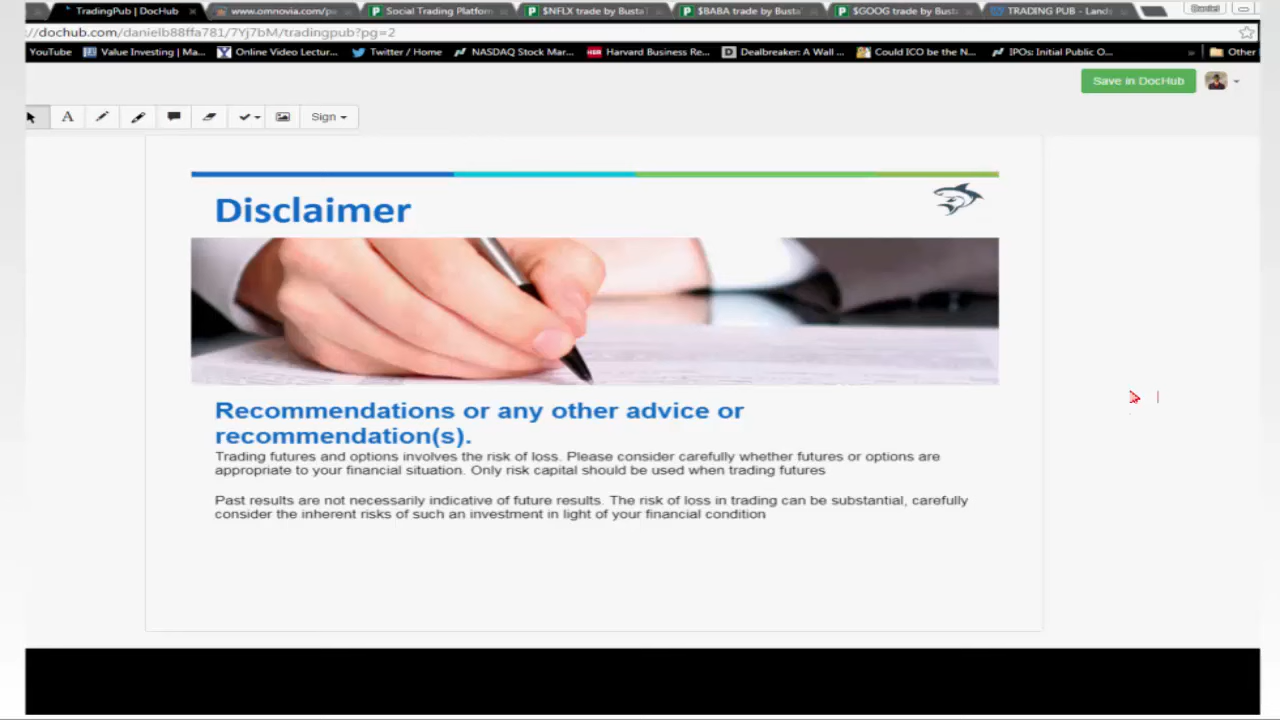 TradingPub | DocHub
www.omnovia.com/p
Social Trading Platform
$NFLX trade by Busta
$BABA trade by Busta
$GOOG trade by Busta
TRADING PUB - Lands
Daniel
//dochub.com/danielb88ffa781/7Yj7bM/tradingpub?pg=2
YouTube
Value Investing | Ma...
Online Video Lectur...
Twitter / Home
NASDAQ Stock Mar...
Harvard Business Re...
Dealbreaker: A Wall ...
Could ICO be the N...
IPOs: Initial Public O...
»
Other
Save in DocHub
A
Sign
Disclaimer
Recommendations or any other advice or
recommendation(s).
Trading futures and options involves the risk of loss. Please consider carefully whether futures or options are
appropriate to your financial situation. Only risk capital should be used when trading futures
Past results are not necessarily indicative of future results. The risk of loss in trading can be substantial, carefully
consider the inherent risks of such an investment in light of your financial condition